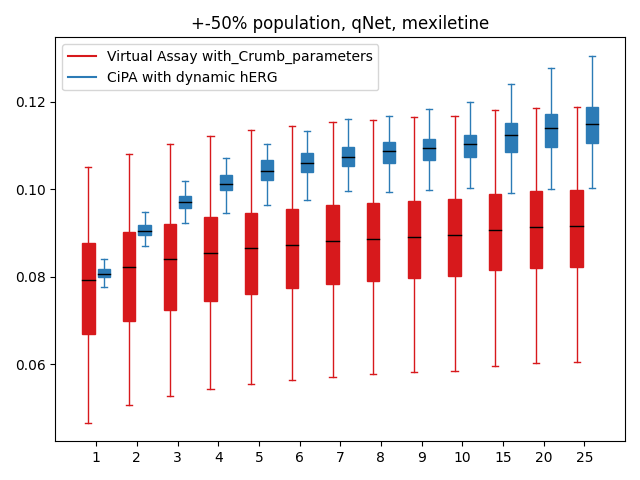 +-50% population, qNet, mexiletine
Virtual Assay with_Crumb_parameters
CiPA with dynamic hERG
0.12
0.10
0.08
0.06
1 2 3 4 5 6 7 8 9 10 15 20 25